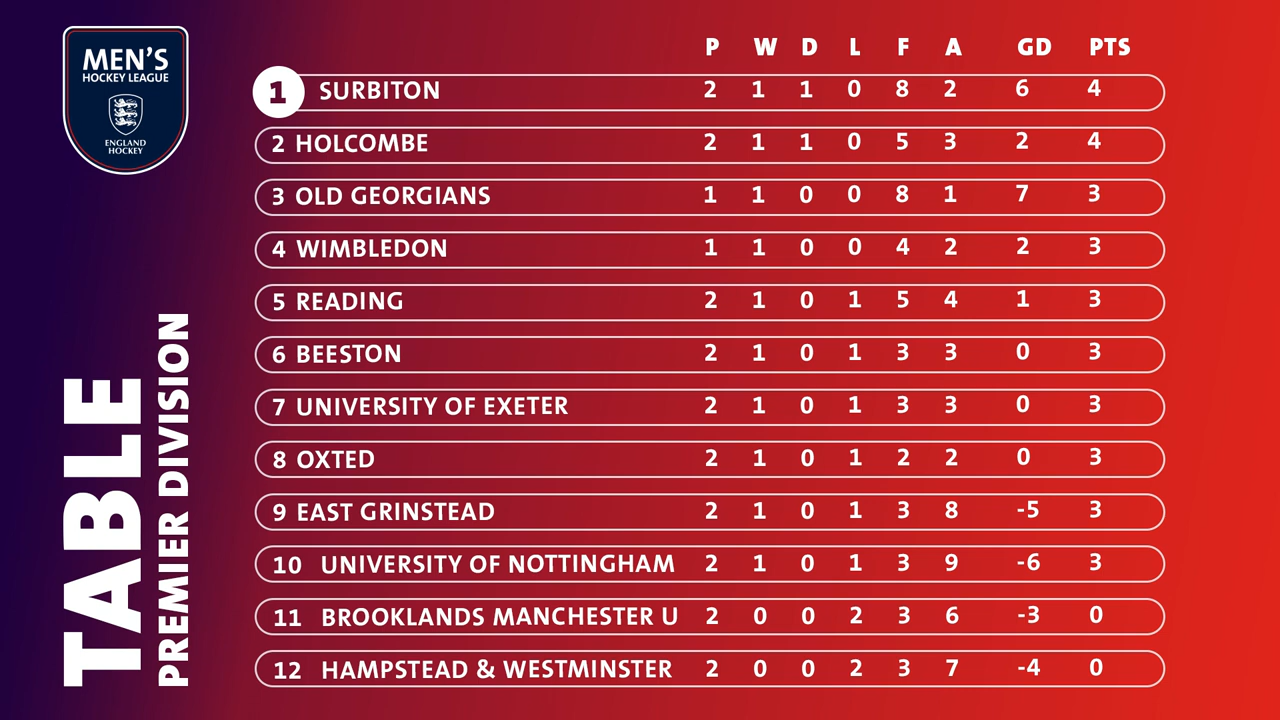 MEN'S
HOCKEY LEAGUE
ENGLAND
HOCKEY
TABLE
PREMIER DIVISION
P W D L F A GD PTS
1 SURBITON 2 1 1 0 8 2 6 4
2 HOLCOMBE 2 1 1 0 5 3 2 4
3 OLD GEORGIANS 1 1 0 0 8 1 7 3
4 WIMBLEDON 1 1 0 0 4 2 2 3
5 READING 2 1 0 1 5 4 1 3
6 BEESTON 2 1 0 1 3 3 0 3
7 UNIVERSITY OF EXETER 2 1 0 1 3 3 0 3
8 OXTED 2 1 0 1 2 2 0 3
9 EAST GRINSTEAD 2 1 0 1 3 8 -5 3
10 UNIVERSITY OF NOTTINGHAM 2 1 0 1 3 9 -6 3
11 BROOKLANDS MANCHESTER U 2 0 0 2 3 6 -3 0
12 HAMPSTEAD & WESTMINSTER 2 0 0 2 3 7 -4 0